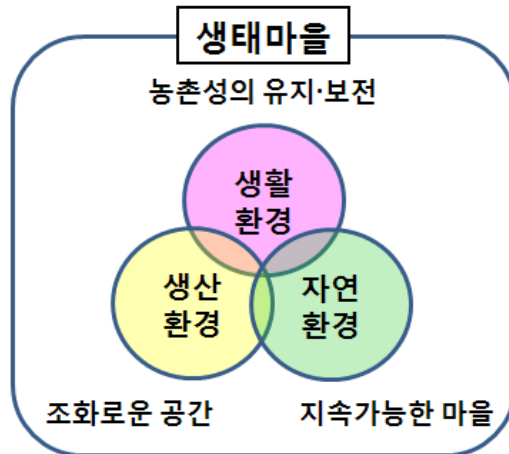 생태마을
농촌성의 유지·보전
생활
환경
생산
환경
자연
환경
조화로운 공간
지속가능한 마을